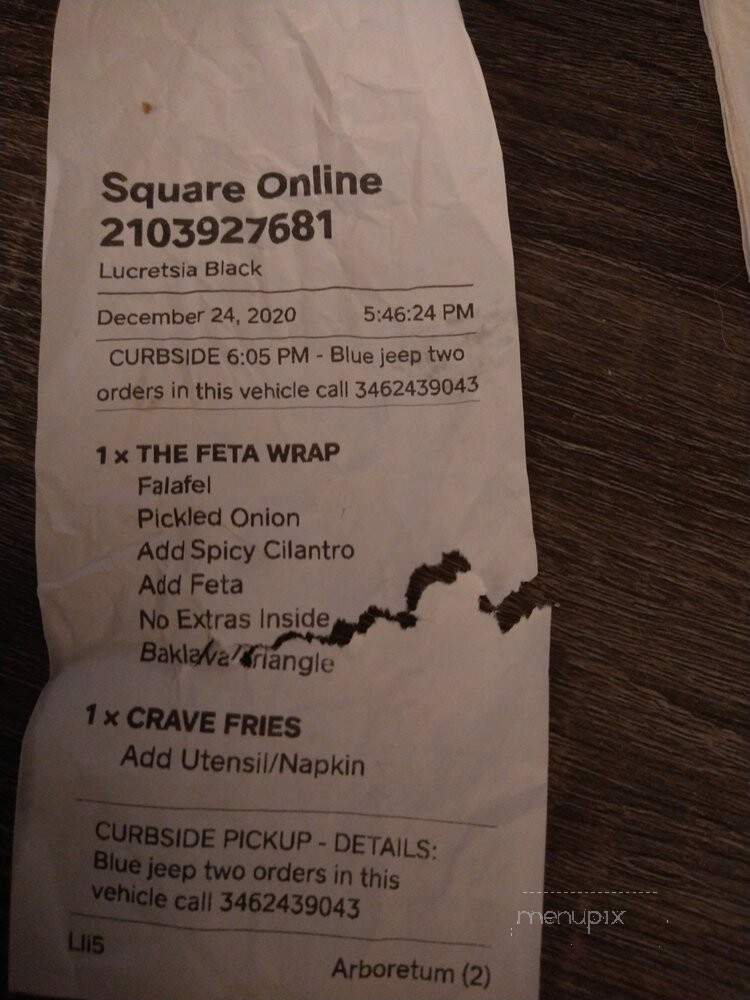 Square Online
2103927681
Lucretsia Black
December 24, 2020 5:46:24 PM
CURBSIDE 6:05 PM - Blue jeep two
orders in this vehicle call 3462439043
1 x THE FETA WRAP
Falafel
Pickled Onion
Add Spicy Cilantro
Add Feta
No Extras Inside
Baklava Triangle
1 x CRAVE FRIES
Add Utensil/Napkin
CURBSIDE PICKUP - DETAILS:
Blue jeep two orders in this
vehicle call 3462439043
Arboretum (2)
menupix